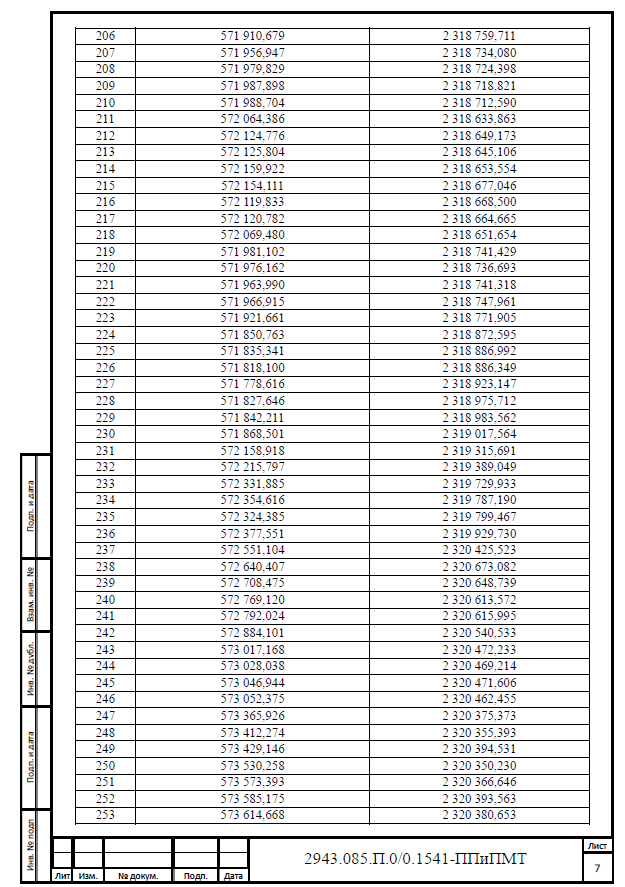 206 571 910,679 2 318 759,711
207 571 956,947 2 318 734,080
208 571 979,829 2 318 724,398
209 571 987,898 2 318 718,821
210 571 988,704 2 318 712,590
211 572 064,386 2 318 633,863
212 572 124,776 2 318 649,173
213 572 125,804 2 318 645,106
214 572 159,922 2 318 653,554
215 572 154,111 2 318 677,046
216 572 119,833 2 318 668,500
217 572 120,782 2 318 664,665
218 572 069,480 2 318 651,654
219 571 981,102 2 318 741,429
220 571 976,162 2 318 736,693
221 571 963,990 2 318 741,318
222 571 966,915 2 318 747,961
223 571 921,661 2 318 771,905
224 571 850,763 2 318 872,595
225 571 835,341 2 318 886,992
226 571 818,100 2 318 886,349
227 571 778,616 2 318 923,147
228 571 827,646 2 318 975,712
229 571 842,211 2 318 983,562
230 571 868,501 2 319 017,564
231 572 158,918 2 319 315,691
232 572 215,797 2 319 389,049
233 572 331,885 2 319 729,933
234 572 354,616 2 319 787,190
235 572 324,385 2 319 799,467
236 572 377,551 2 319 929,730
237 572 551,104 2 320 425,523
238 572 640,407 2 320 673,082
239 572 708,475 2 320 648,739
240 572 769,120 2 320 613,572
241 572 792,024 2 320 615,995
242 572 884,101 2 320 540,533
243 573 017,168 2 320 472,233
244 573 028,038 2 320 469,214
245 573 046,944 2 320 471,606
246 573 052,375 2 320 462,455
247 573 365,926 2 320 375,373
248 573 412,274 2 320 355,393
249 573 429,146 2 320 394,531
250 573 530,258 2 320 350,230
251 573 573,393 2 320 366,646
252 573 585,175 2 320 393,563
253 573 614,668 2 320 380,653
Подп. и дата
Взам. инв. №
Инв. № дубл.
Подп. и дата
Инв. № подп
Лит Изм. № докум. Подп. Дата
2943.085.П.0/0.1541-ППиПМТ
Лист
7